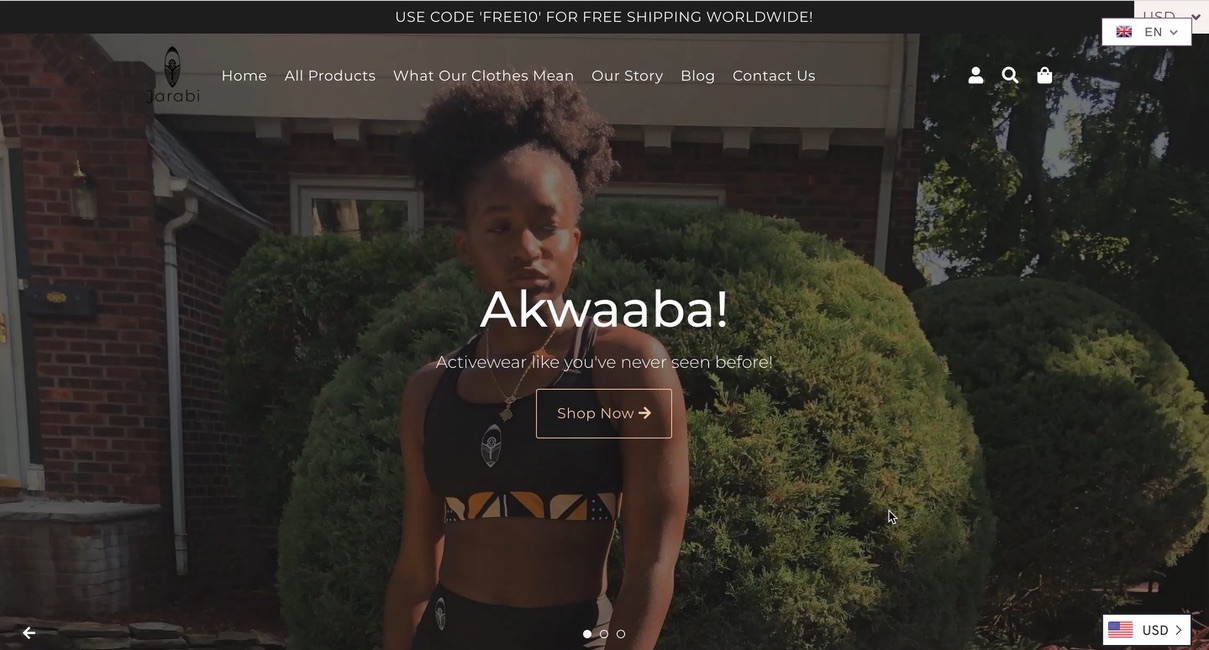 USE CODE 'FREE10' FOR FREE SHIPPING WORLDWIDE!
USD
EN
Jarabi
Home
All Products
What Our Clothes Mean
Our Story
Blog
Contact Us
Akwaaba!
Activewear like you've never seen before!
Shop Now
USD